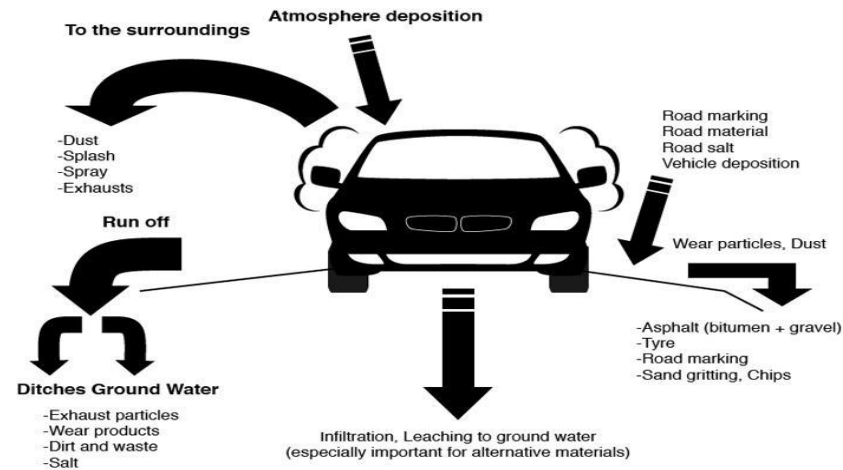 Atmosphere deposition
To the surroundings
-Dust
-Splash
-Spray
-Exhausts
Road marking
Road material
Road salt
Vehicle deposition
Run off
Wear particles, Dust
-Asphalt (bitumen + gravel)
-Tyre
-Road marking
-Sand gritting, Chips
Ditches Ground Water
-Exhaust particles
-Wear products
-Dirt and waste
-Salt
Infiltration, Leaching to ground water
(especially important for alternative materials)